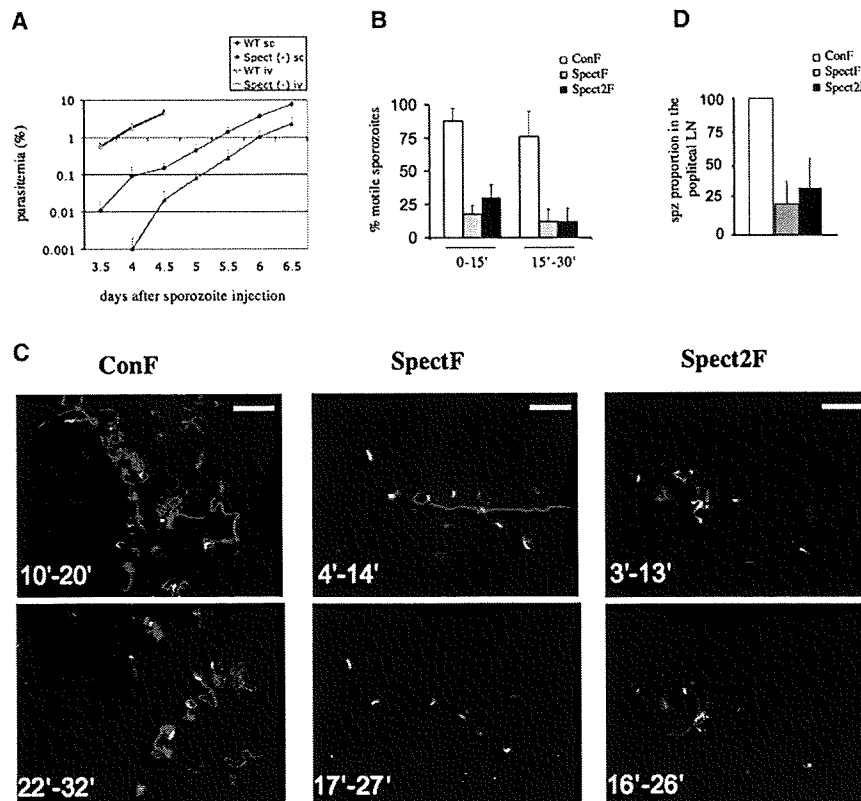 A
WT sc
Spect (-) sc
WT iv
Spect (-) iv
parasitemia (%)
10
1
0.1
0.01
0.001
3.5 4 4.5 5 5.5 6 6.5
days after sporozoite injection
B
ConF
SpectF
Spect2F
% motile sporozoites
100
75
50
25
0
0-15'
15'-30'
D
ConF
SpectF
Spect2F
spz proportion in the
popliteal LN
100
75
50
25
0
C
ConF
SpectF
Spect2F
10'-20'
4'-14'
3'-13'
22'-32'
17'-27'
16'-26'